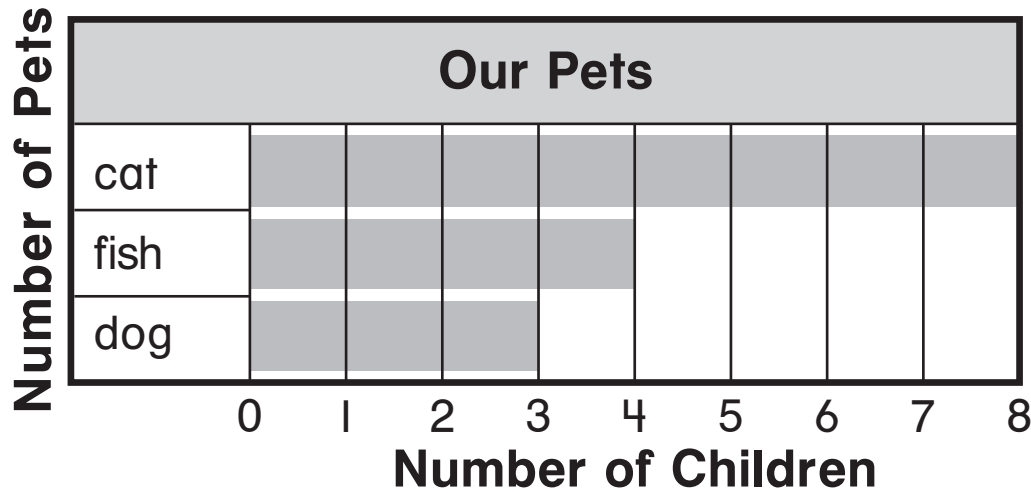 Number of Pets
Our Pets
cat
fish
dog
0 1 2 3 4 5 6 7 8
Number of Children